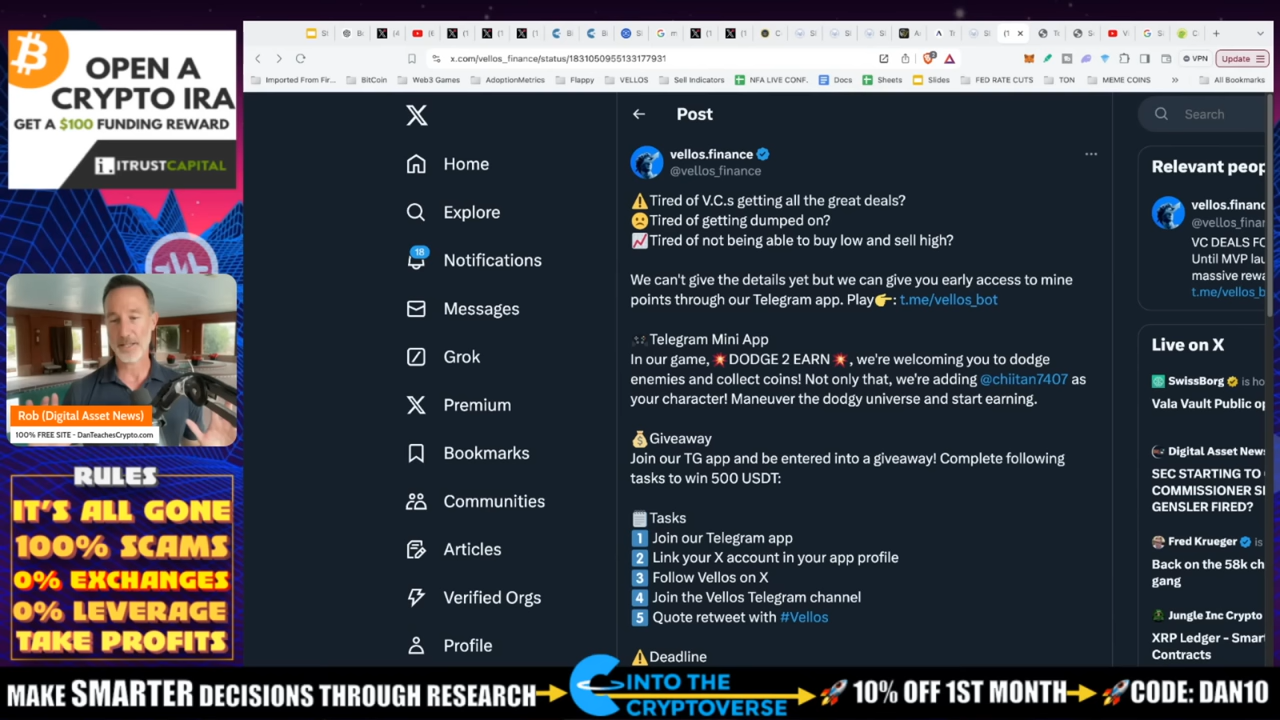 OPEN A
CRYPTO IRA
GET A $100 FUNDING REWARD
i. iTRUSTCAPITAL
Rob (Digital Asset News)
100% FREE SITE - DanTeachesCrypto.com
RULES
IT'S ALL GONE
100% SCAMS
0% EXCHANGES
0% LEVERAGE
TAKE PROFITS
x.com/vellos_finance/status/1831050955133177931
VPN
Update
Imported From Fir...
BitCoin
Web3 Games
AdoptionMetrics
Flappy
VELLOS
Sell Indicators
NFA LIVE CONF.
Docs
Sheets
Slides
FED RATE CUTS
TON
MEME COINS
»
All Bookmarks
Home
Explore
18
Notifications
Messages
Grok
Premium
Bookmarks
Communities
Articles
Verified Orgs
Profile
← Post
vellos.finance
@vellos_finance
⚠️Tired of V.C.s getting all the great deals?
🙁Tired of getting dumped on?
📈Tired of not being able to buy low and sell high?
We can't give the details yet but we can give you early access to mine
points through our Telegram app. Play👉: t.me/vellos_bot
🎮Telegram Mini App
In our game, 💥DODGE 2 EARN💥, we're welcoming you to dodge
enemies and collect coins! Not only that, we're adding @chiitan7407 as
your character! Maneuver the dodgy universe and start earning.
💰Giveaway
Join our TG app and be entered into a giveaway! Complete following
tasks to win 500 USDT:
🗒️Tasks
1️⃣ Join our Telegram app
2️⃣ Link your X account in your app profile
3️⃣ Follow Vellos on X
4️⃣ Join the Vellos Telegram channel
5️⃣ Quote retweet with #Vellos
⚠️Deadline
Search
Relevant peop
vellos.financ
@vellos_finan
VC DEALS FO
Until MVP lau
massive rewa
t.me/vellos_b
Live on X
SwissBorg is ho
Vala Vault Public op
Digital Asset News
SEC STARTING TO
COMMISSIONER SI
GENSLER FIRED?
Fred Krueger is
Back on the 58k ch
gang
Jungle Inc Crypto
XRP Ledger - Smar
Contracts
MAKE SMARTER DECISIONS THROUGH RESEARCH
INTO THE
CRYPTOVERSE
🚀 10% OFF 1ST MONTH
🚀CODE: DAN10